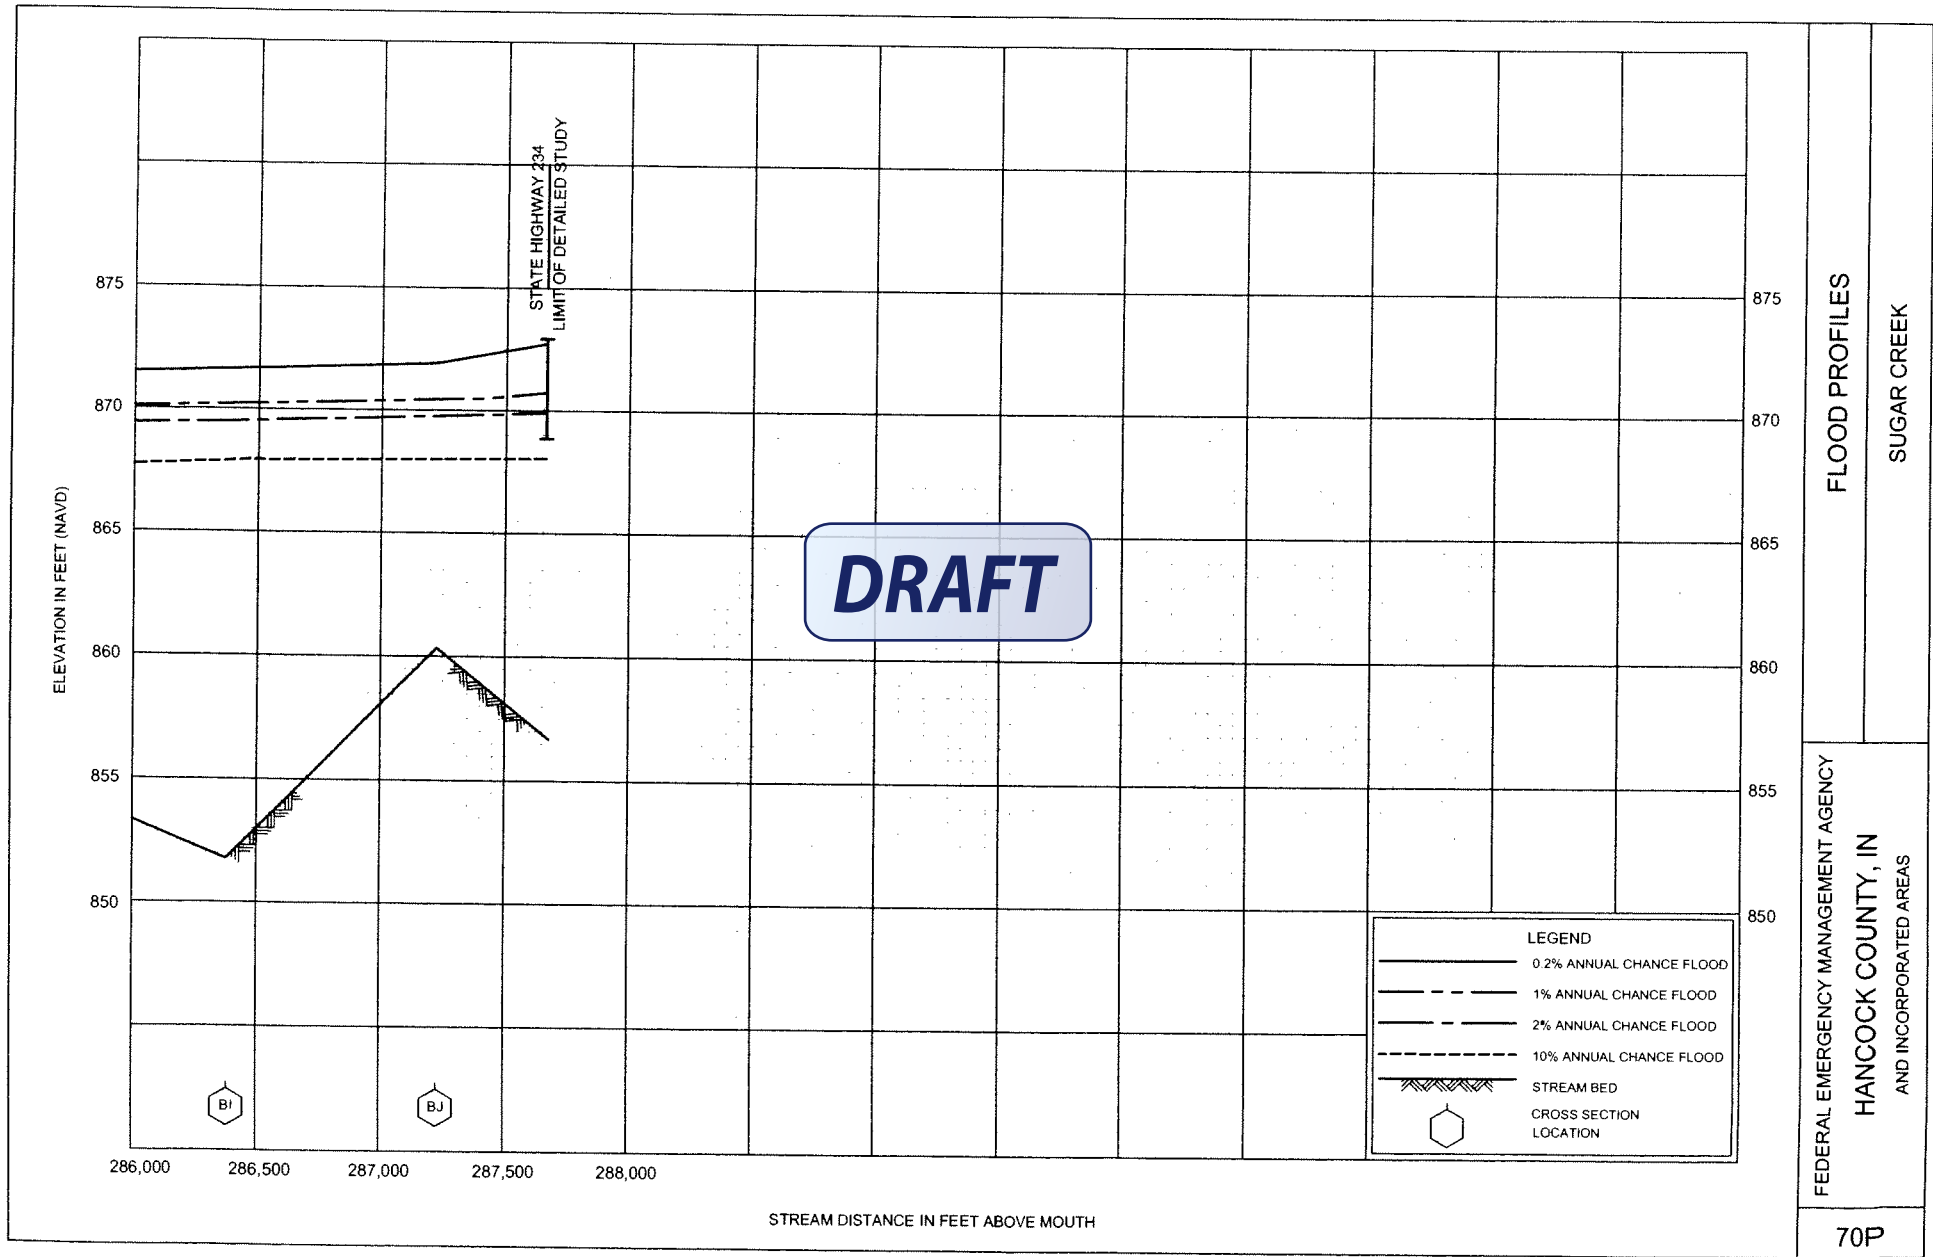 STATE HIGHWAY 234
LIMIT OF DETAILED STUDY
875
870
865
860
855
850
ELEVATION IN FEET (NAVD)
875
870
865
860
855
850
DRAFT
BI
BJ
286,000
286,500
287,000
287,500
288,000
STREAM DISTANCE IN FEET ABOVE MOUTH
LEGEND
0.2% ANNUAL CHANCE FLOOD
1% ANNUAL CHANCE FLOOD
2% ANNUAL CHANCE FLOOD
10% ANNUAL CHANCE FLOOD
STREAM BED
CROSS SECTION
LOCATION
FLOOD PROFILES
SUGAR CREEK
FEDERAL EMERGENCY MANAGEMENT AGENCY
HANCOCK COUNTY, IN
AND INCORPORATED AREAS
70P